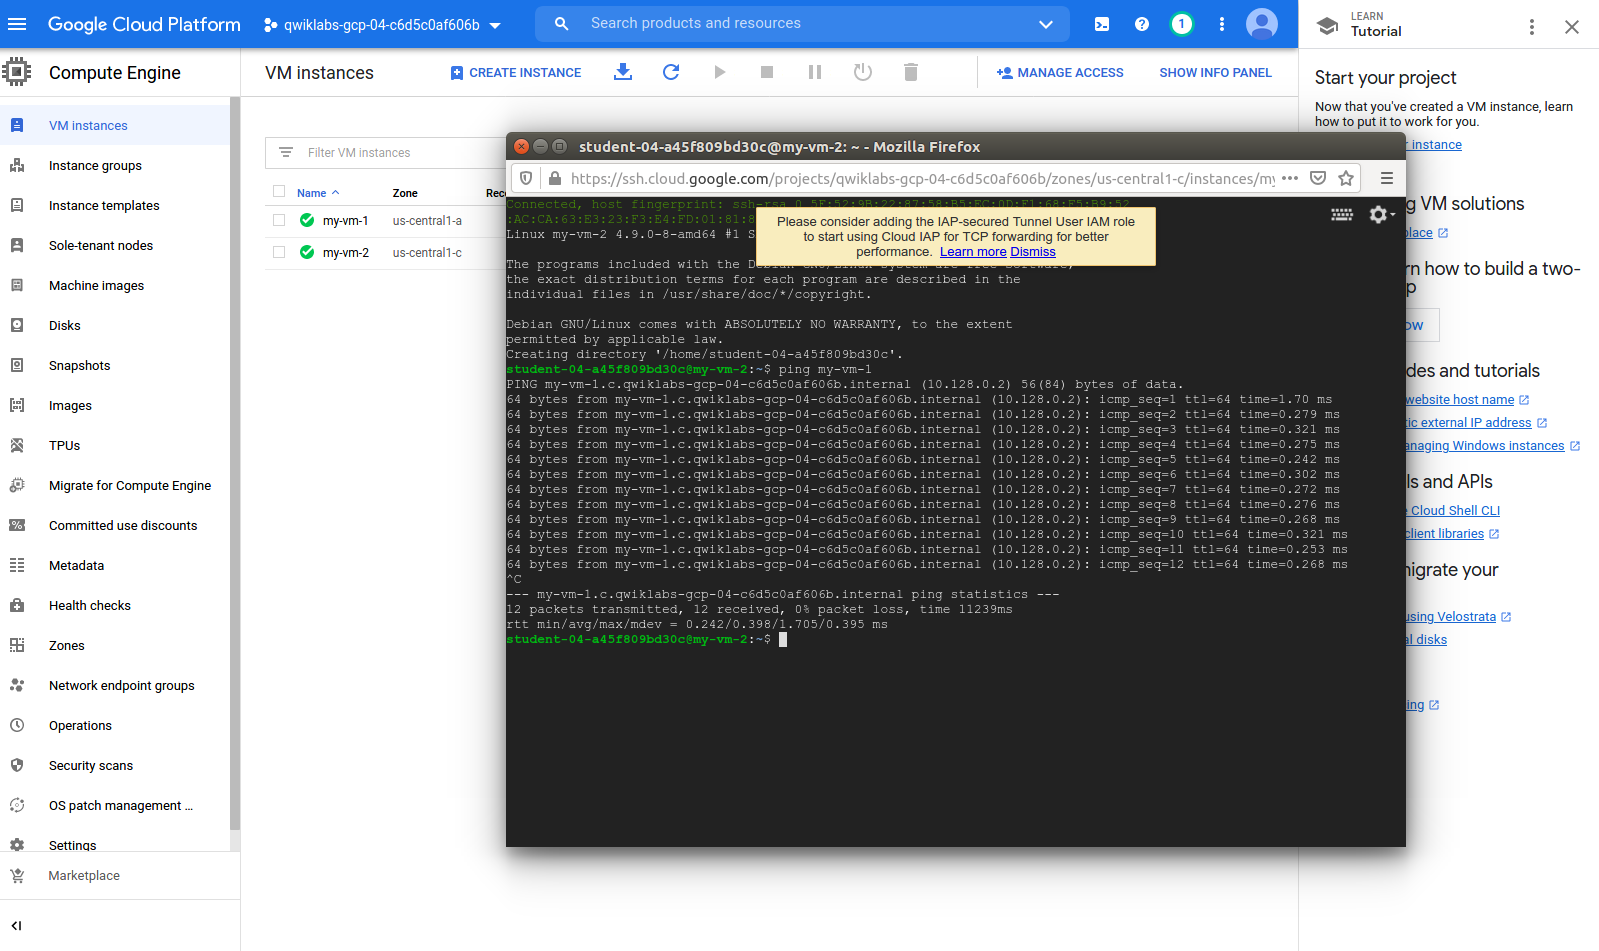 Google Cloud Platform
qwiklabs-gcp-04-c6d5c0af606b
Search products and resources
1
LEARN
Tutorial
Compute Engine
VM instances
CREATE INSTANCE
MANAGE ACCESS
SHOW INFO PANEL
VM instances
Instance groups
Instance templates
Sole-tenant nodes
Machine images
Disks
Snapshots
Images
TPUs
Migrate for Compute Engine
Committed use discounts
Metadata
Health checks
Zones
Network endpoint groups
Operations
Security scans
OS patch management ...
Settings
Marketplace
Filter VM instances
Name
Zone
my-vm-1
us-central1-a
my-vm-2
us-central1-c
student-04-a45f809bd30c@my-vm-2: ~ - Mozilla Firefox
https://ssh.cloud.google.com/projects/qwiklabs-gcp-04-c6d5c0af606b/zones/us-central1-c/instances/my
Connected, host fingerprint: ssh-rsa 0
:AC:CA:63:E3:23:F3:E4:FD:01:81:8
Linux my-vm-2 4.9.0-8-amd64 #1 S
Please consider adding the IAP-secured Tunnel User IAM role
to start using Cloud IAP for TCP forwarding for better
performance. Learn more Dismiss
The programs included with the Debian GNU/Linux system are free software;
the exact distribution terms for each program are described in the
individual files in /usr/share/doc/*/copyright.
Debian GNU/Linux comes with ABSOLUTELY NO WARRANTY, to the extent
permitted by applicable law.
Creating directory '/home/student-04-a45f809bd30c'.
student-04-a45f809bd30c@my-vm-2:~$ ping my-vm-1
PING my-vm-1.c.qwiklabs-gcp-04-c6d5c0af606b.internal (10.128.0.2) 56(84) bytes of data.
64 bytes from my-vm-1.c.qwiklabs-gcp-04-c6d5c0af606b.internal (10.128.0.2): icmp_seq=1 ttl=64 time=1.70 ms
64 bytes from my-vm-1.c.qwiklabs-gcp-04-c6d5c0af606b.internal (10.128.0.2): icmp_seq=2 ttl=64 time=0.279 ms
64 bytes from my-vm-1.c.qwiklabs-gcp-04-c6d5c0af606b.internal (10.128.0.2): icmp_seq=3 ttl=64 time=0.321 ms
64 bytes from my-vm-1.c.qwiklabs-gcp-04-c6d5c0af606b.internal (10.128.0.2): icmp_seq=4 ttl=64 time=0.275 ms
64 bytes from my-vm-1.c.qwiklabs-gcp-04-c6d5c0af606b.internal (10.128.0.2): icmp_seq=5 ttl=64 time=0.242 ms
64 bytes from my-vm-1.c.qwiklabs-gcp-04-c6d5c0af606b.internal (10.128.0.2): icmp_seq=6 ttl=64 time=0.302 ms
64 bytes from my-vm-1.c.qwiklabs-gcp-04-c6d5c0af606b.internal (10.128.0.2): icmp_seq=7 ttl=64 time=0.272 ms
64 bytes from my-vm-1.c.qwiklabs-gcp-04-c6d5c0af606b.internal (10.128.0.2): icmp_seq=8 ttl=64 time=0.276 ms
64 bytes from my-vm-1.c.qwiklabs-gcp-04-c6d5c0af606b.internal (10.128.0.2): icmp_seq=9 ttl=64 time=0.268 ms
64 bytes from my-vm-1.c.qwiklabs-gcp-04-c6d5c0af606b.internal (10.128.0.2): icmp_seq=10 ttl=64 time=0.321 ms
64 bytes from my-vm-1.c.qwiklabs-gcp-04-c6d5c0af606b.internal (10.128.0.2): icmp_seq=11 ttl=64 time=0.253 ms
64 bytes from my-vm-1.c.qwiklabs-gcp-04-c6d5c0af606b.internal (10.128.0.2): icmp_seq=12 ttl=64 time=0.268 ms
^C
--- my-vm-1.c.qwiklabs-gcp-04-c6d5c0af606b.internal ping statistics ---
12 packets transmitted, 12 received, 0% packet loss, time 11239ms
rtt min/avg/max/mdev = 0.242/0.398/1.705/0.395 ms
student-04-a45f809bd30c@my-vm-2:~$
Start your project
Now that you've created a VM instance, learn
how to put it to work for you.
r instance
g VM solutions
place
rn how to build a two-
p
ow
des and tutorials
website host name
tic external IP address
anaging Windows instances
ls and APIs
e Cloud Shell CLI
client libraries
nigrate your
using Velostrata
al disks
ing